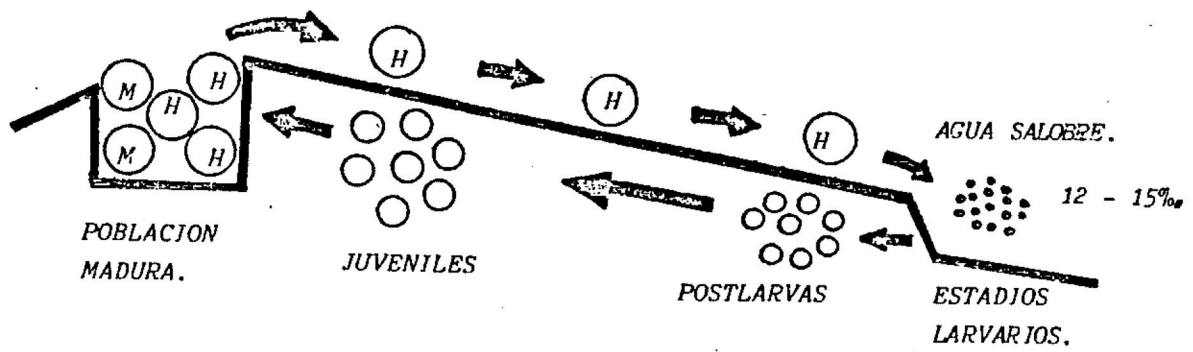 M
H
H
M
H
H
H
H
AGUA SALOBRE.
12 - 15‰
POBLACION
MADURA.
JUVENILES
POSTLARVAS
ESTADIOS
LARVARIOS.